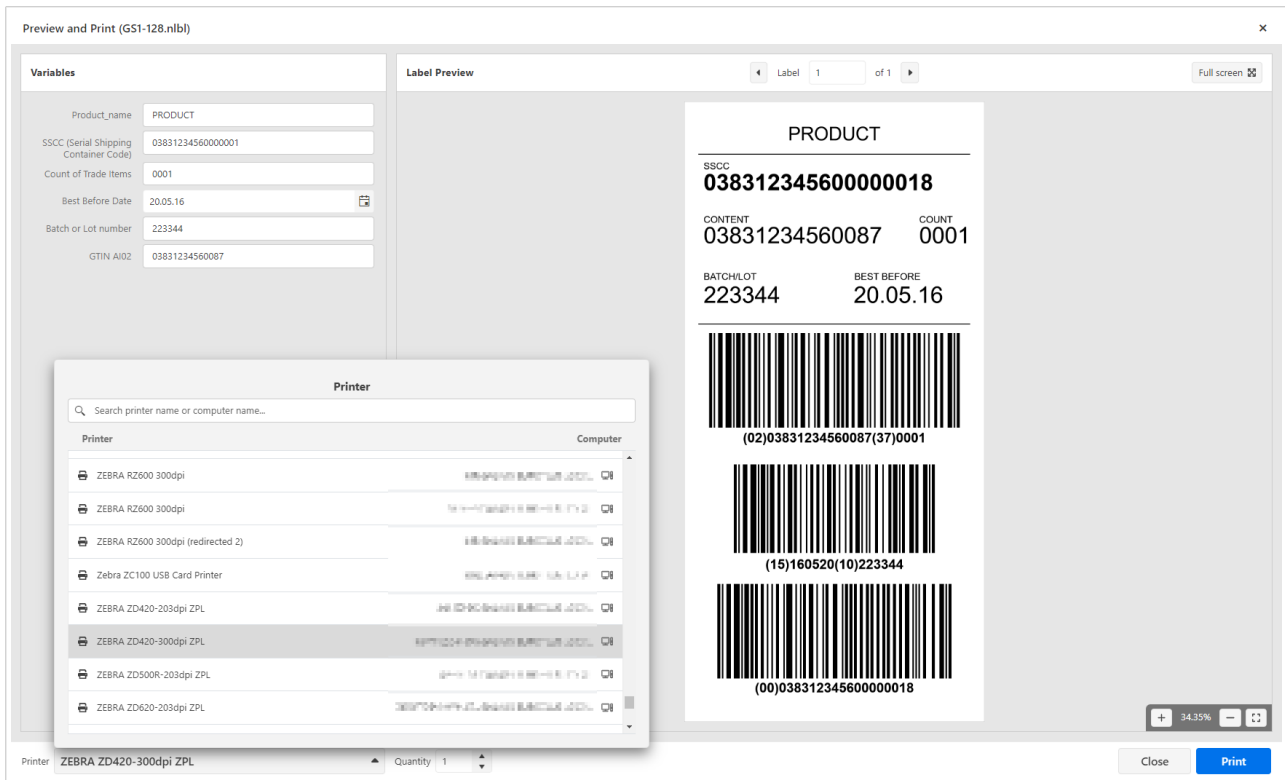 Preview and Print (GS1-128.nlbl)
Variables
Product_name PRODUCT
SSCC (Serial Shipping Container Code) 03831234560000001
Count of Trade items 0001
Best Before Date 20.05.16
Batch or Lot number 223344
GTIN AI02 03831234560087
Label Preview
Label 1 of 1
Full screen
PRODUCT
SSCC
038312345600000018
CONTENT COUNT
03831234560087 0001
BATCH/LOT BEST BEFORE
223344 20.05.16
(02)03831234560087(37)0001
(15)160520(10)223344
(00)038312345600000018
34.35%
Printer
Search printer name or computer name...
Printer Computer
ZEBRA RZ600 300dpi
ZEBRA RZ600 300dpi
ZEBRA RZ600 300dpi (redirected 2)
Zebra ZC100 USB Card Printer
ZEBRA ZD420-203dpi ZPL
ZEBRA ZD420-300dpi ZPL
ZEBRA ZD500R-203dpi ZPL
ZEBRA ZD620-203dpi ZPL
Printer ZEBRA ZD420-300dpi ZPL Quantity 1
Close Print